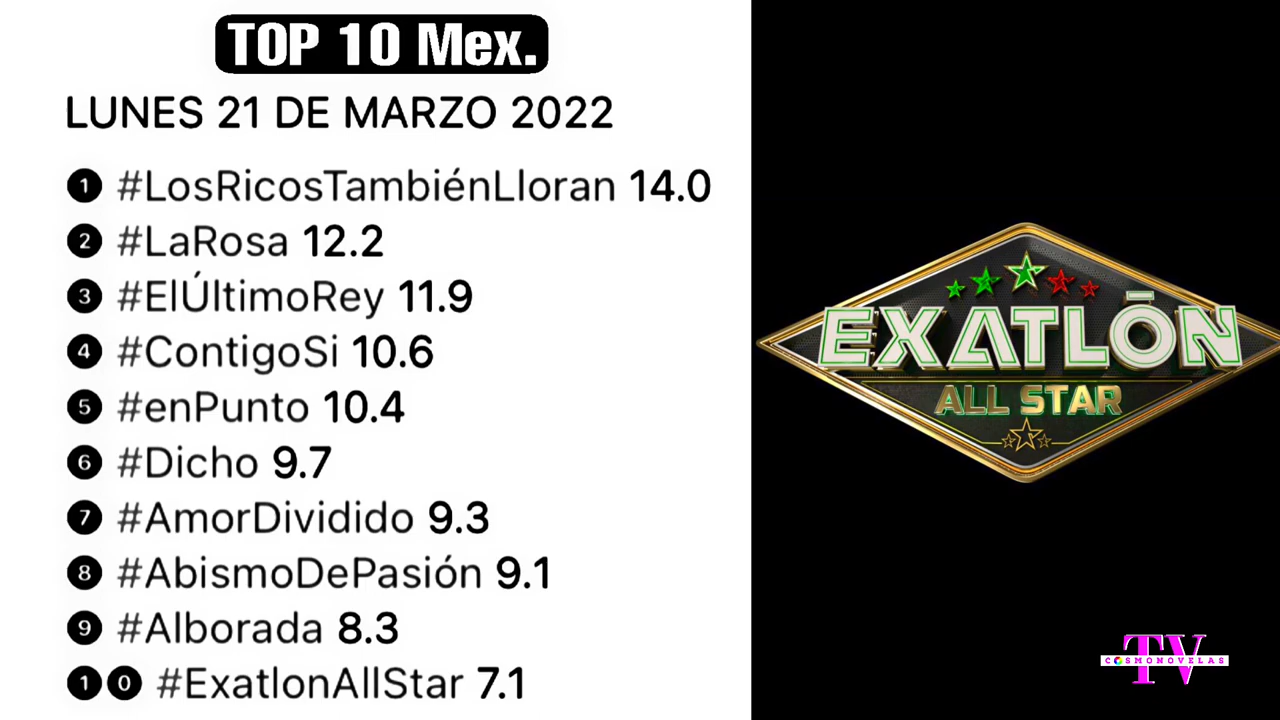 TOP 10 Mex.
LUNES 21 DE MARZO 2022
1 #LosRicosTambiénLloran 14.0
2 #LaRosa 12.2
3 #ElÚltimoRey 11.9
4 #ContigoSi 10.6
5 #enPunto 10.4
6 #Dicho 9.7
7 #AmorDividido 9.3
8 #AbismoDePasión 9.1
9 #Alborada 8.3
10 #ExatlonAllStar 7.1
EXATLŌN
ALL STAR
TV
COSMONOVELAS